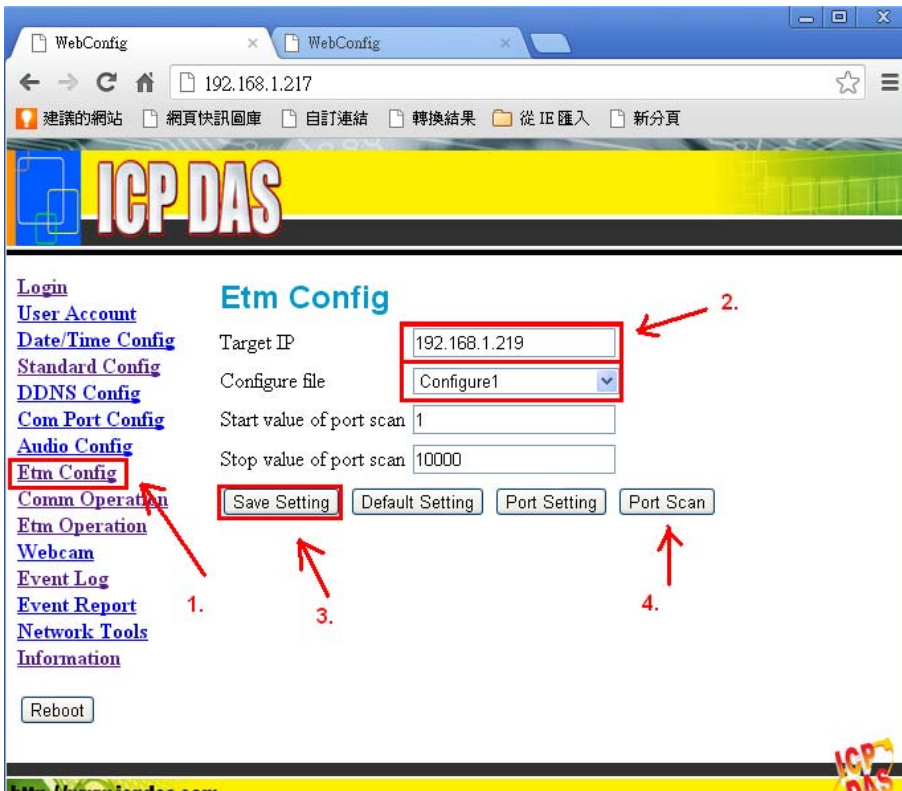 WebConfig
WebConfig
192.168.1.217
建議的網站 網頁快訊圖庫 自訂連結 轉換結果 從 IE 匯入 新分頁
ICP DAS
Login
User Account
Date/Time Config
Standard Config
DDNS Config
Com Port Config
Audio Config
Etm Config
Comm Operation
Etm Operation
Webcam
Event Log
Event Report
Network Tools
Information
Reboot
Etm Config
Target IP 192.168.1.219
Configure file Configure1
Start value of port scan 1
Stop value of port scan 10000
Save Setting Default Setting Port Setting Port Scan
1.
2.
3.
4.
ICP DAS